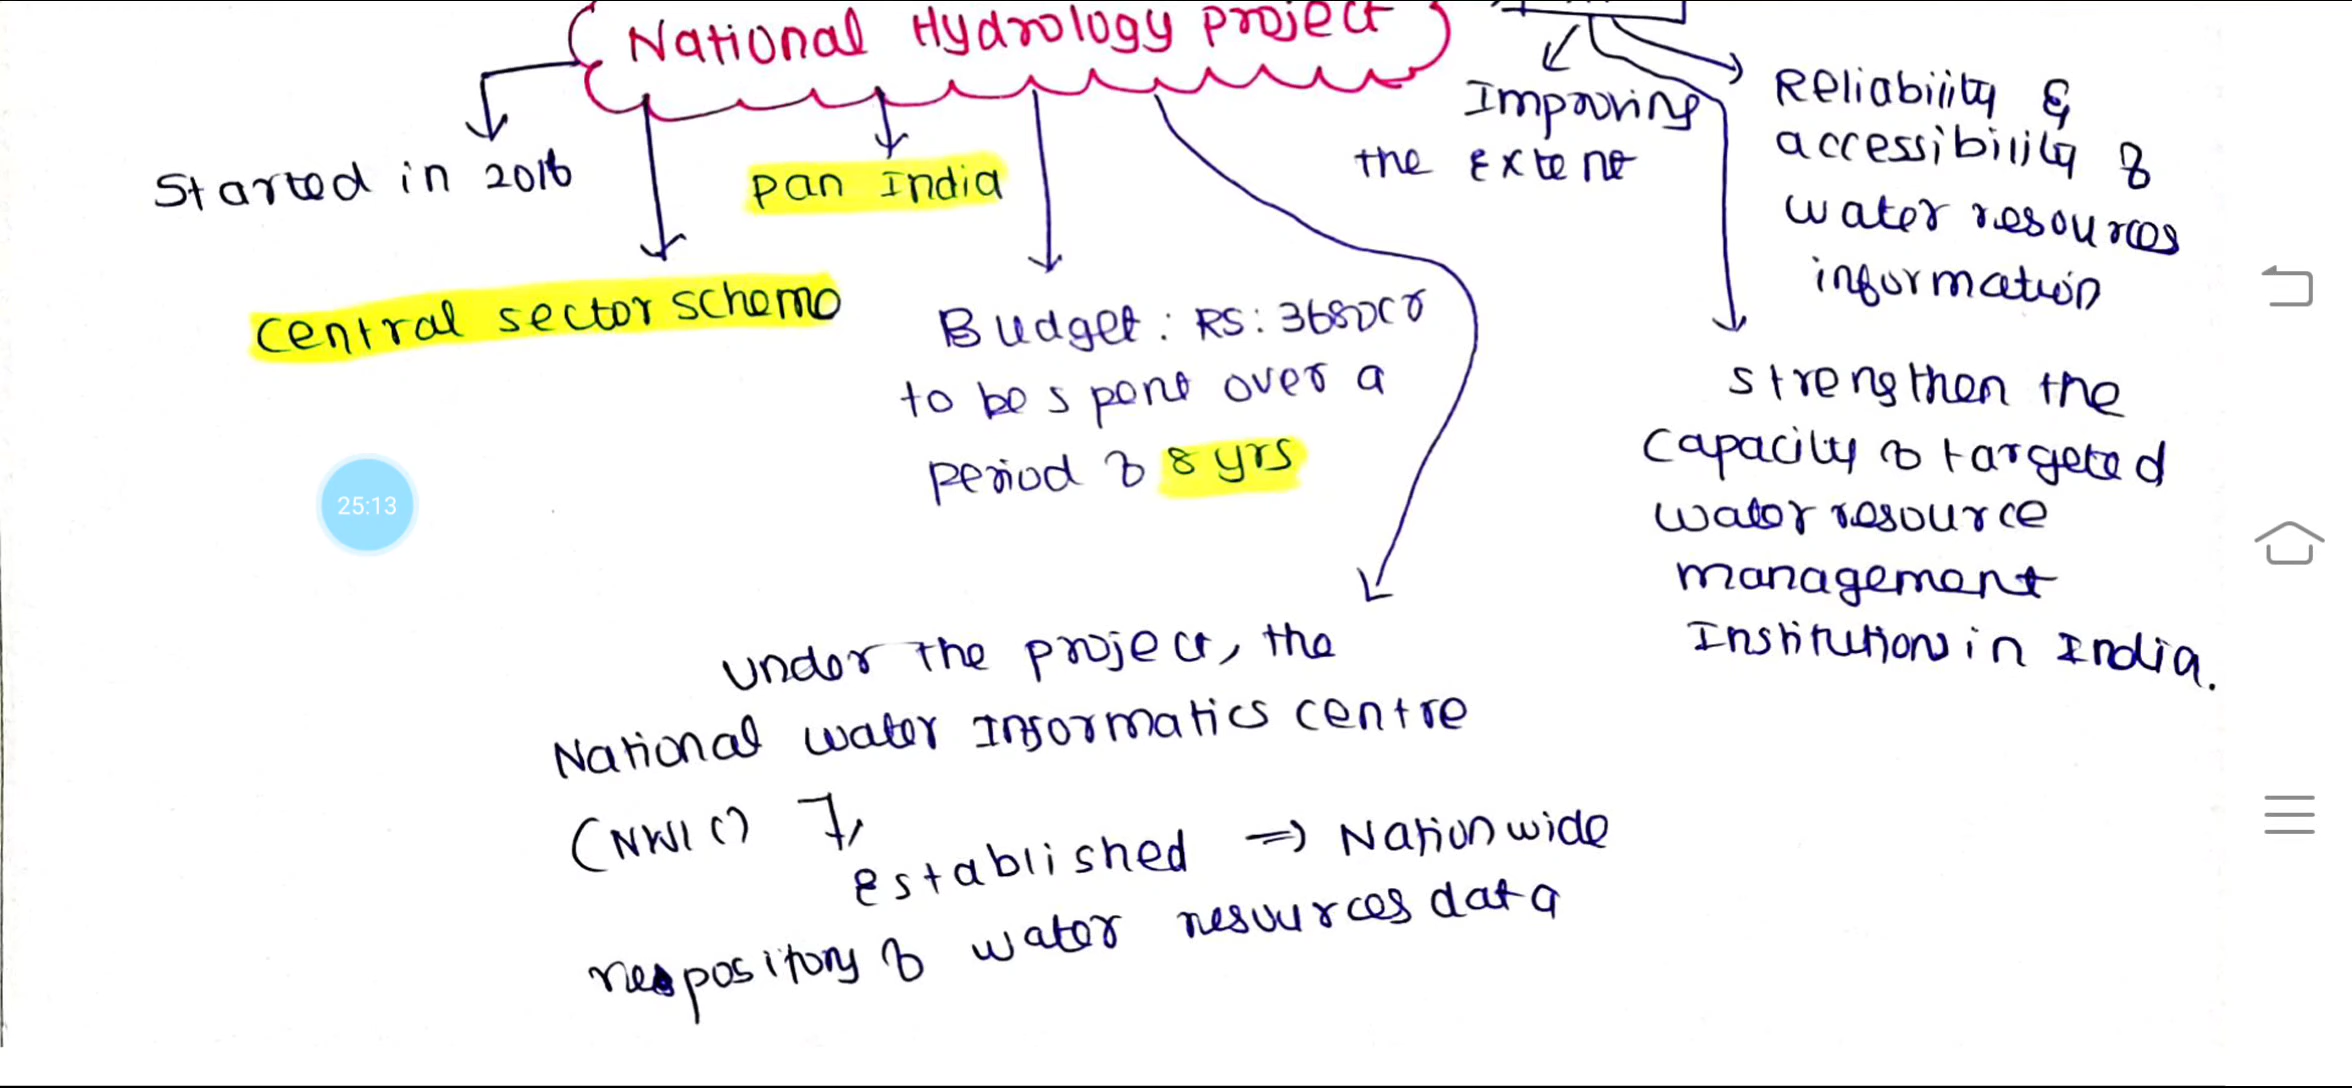 National Hydrology project
Started in 2016
Central sector scheme
Pan India
Budget: RS: 3680cr
to be spent over a
period of 8 yrs
under the project, the
National water Informatics centre
(NWIC)
established ⇒ Nationwide
repository of water resources data
Improving
the Extent
Reliability &
accessibility of
water resources
information
strengthen the
capacity of targeted
water resource
management
Institutions in India.
25:13